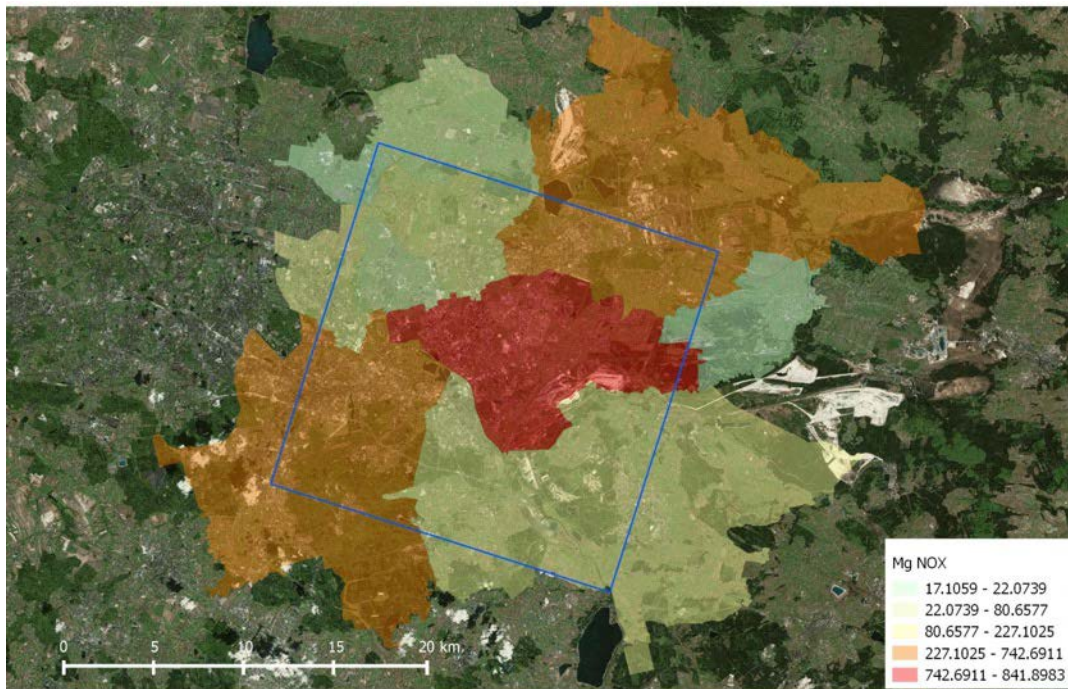 Mg NOX
17.1059 - 22.0739
22.0739 - 80.6577
80.6577 - 227.1025
227.1025 - 742.6911
742.6911 - 841.8983
0 5 10 15 20 km